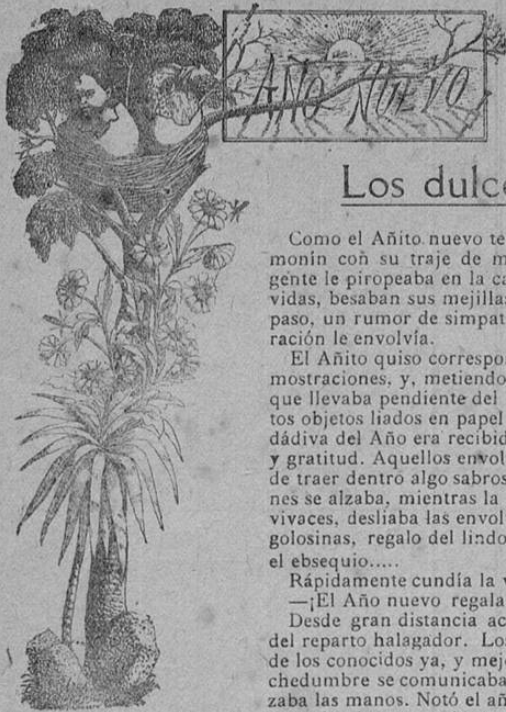 AÑO NUEVO
Los dulc
Como el Añito nuevo te
monín con su traje de m
gente le piropeaba en la ca
vidas, besaban sus mejilla
paso, un rumor de simpat
ración le envolvía.
El Añito quiso correspo
mostraciones, y, metiendo
que llevaba pendiente del
tos objetos liados en papel
dádiva del Año era recibid
y gratitud. Aquellos envol
de traer dentro algo sabros
nes se alzaba, mientras la
vivaces, desliaba las envol
golosinas, regalo del lindo
el ebsequio.....
Rápidamente cundía la v
—¡El Año nuevo regala
Desde gran distancia ac
del reparto halagador. Lo
de los conocidos ya, y mej
chedumbre se comunicaba
zaba las manos. Notó el añ